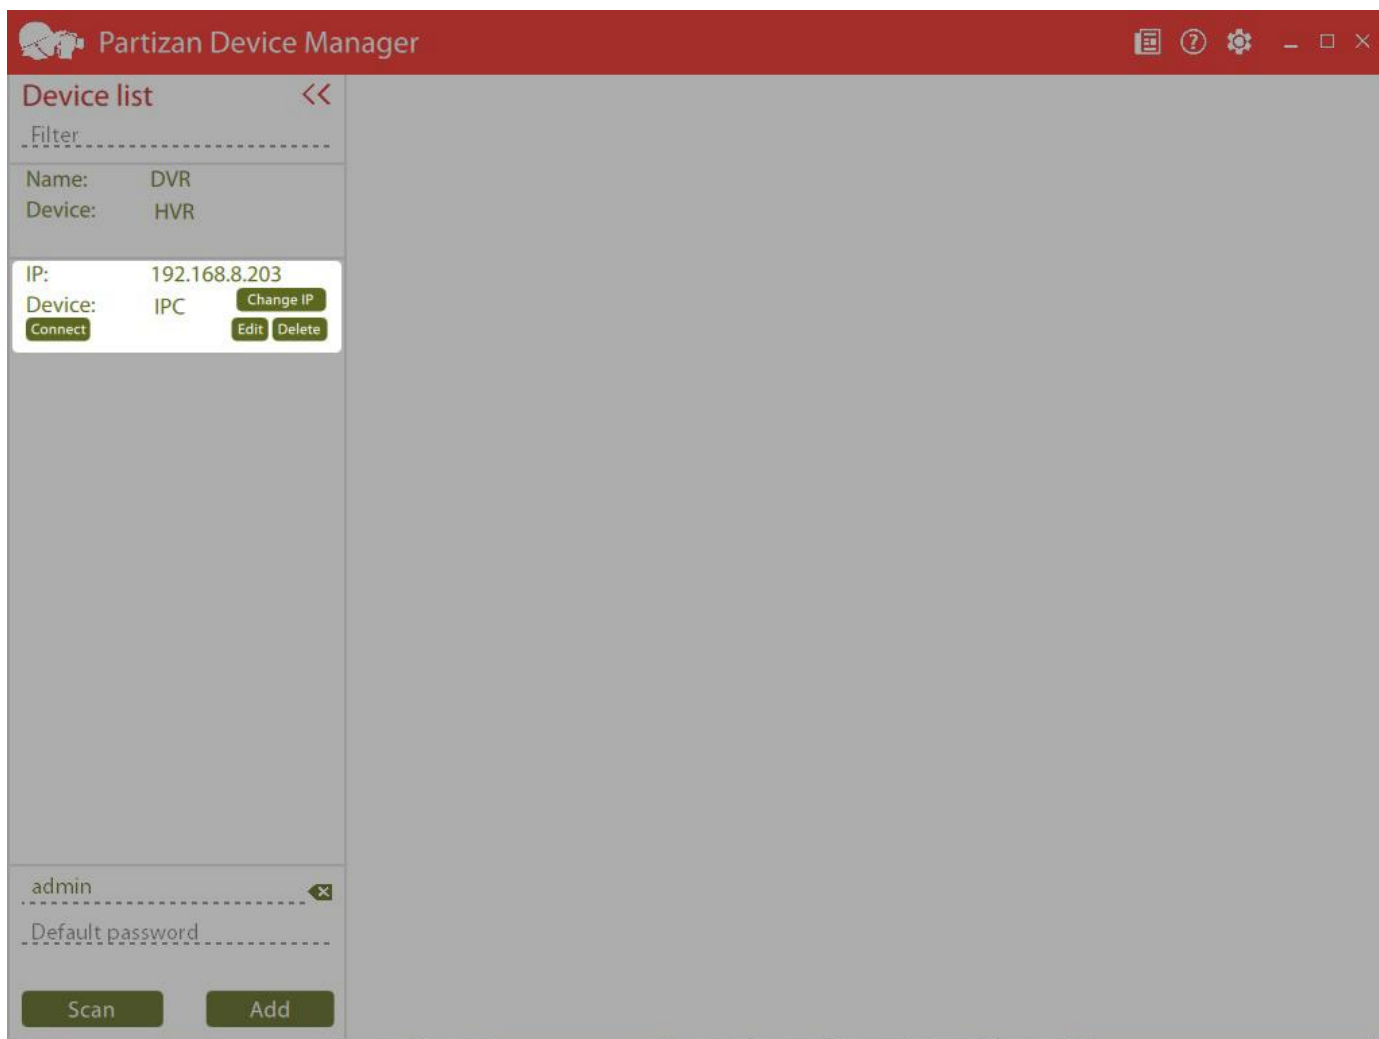 Partizan Device Manager
Device list <<
Filter
Name: DVR
Device: HVR
IP: 192.168.8.203
Device: IPC Change IP
Connect Edit Delete
admin
Default password
Scan Add